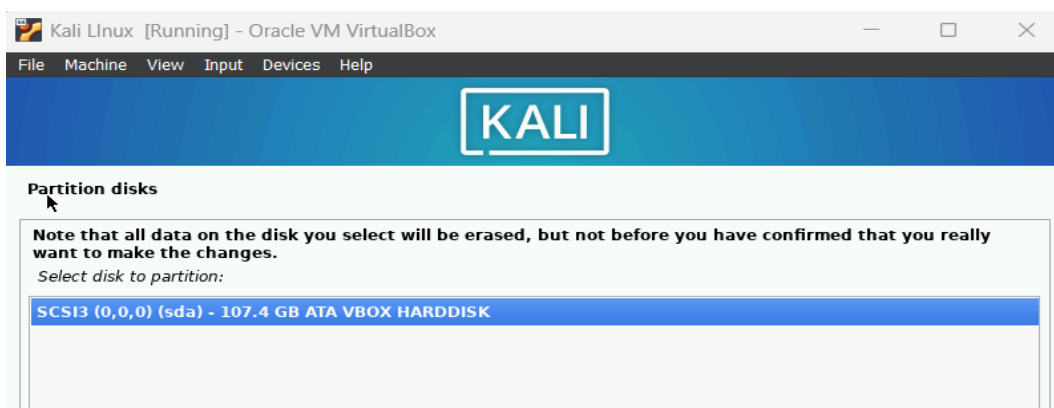 Kali LInux [Running] - Oracle VM VirtualBox
File Machine View Input Devices Help
KALI
Partition disks
Note that all data on the disk you select will be erased, but not before you have confirmed that you really
want to make the changes.
Select disk to partition:
SCSI3 (0,0,0) (sda) - 107.4 GB ATA VBOX HARDDISK